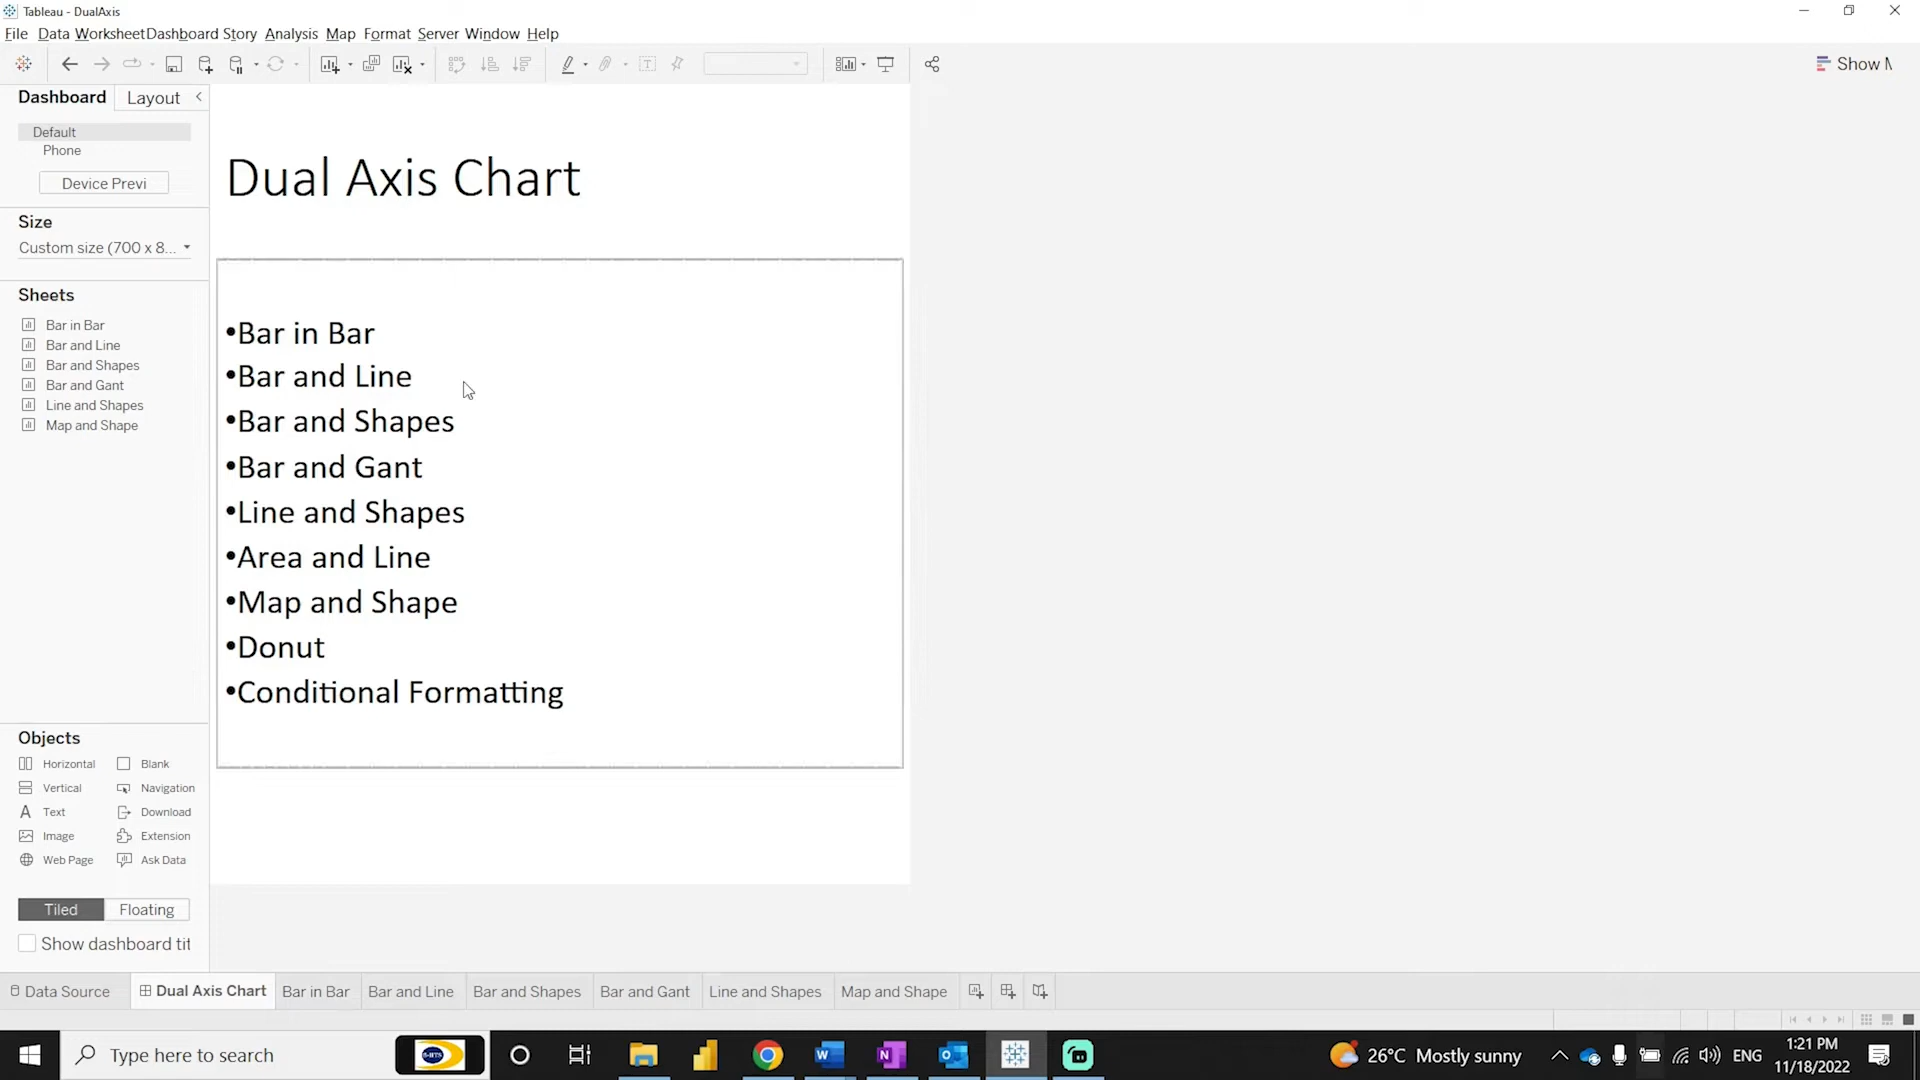 Tableau - DualAxis
File Data Worksheet Dashboard Story Analysis Map Format Server Window Help
Show M
Dashboard Layout
Default
Phone
Device Previ
Size
Custom size (700 x 8...
Sheets
Bar in Bar
Bar and Line
Bar and Shapes
Bar and Gant
Line and Shapes
Map and Shape
Dual Axis Chart
•Bar in Bar
•Bar and Line
•Bar and Shapes
•Bar and Gant
•Line and Shapes
•Area and Line
•Map and Shape
•Donut
•Conditional Formatting
Objects
Horizontal Blank
Vertical Navigation
Text Download
Image Extension
Web Page Ask Data
Tiled Floating
Show dashboard tit
Data Source Dual Axis Chart Bar in Bar Bar and Line Bar and Shapes Bar and Gant Line and Shapes Map and Shape
Type here to search
26°C Mostly sunny
ENG
1:21 PM
11/18/2022